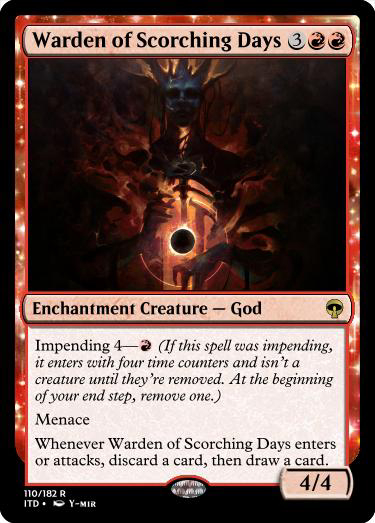 Warden of Scorching Days 3
Enchantment Creature — God
Impending 4— (If this spell was impending,
it enters with four time counters and isn't a
creature until they're removed. At the beginning
of your end step, remove one.)
Menace
Whenever Warden of Scorching Days enters
or attacks, discard a card, then draw a card.
4/4
110/182 R
ITD • Y-MIR